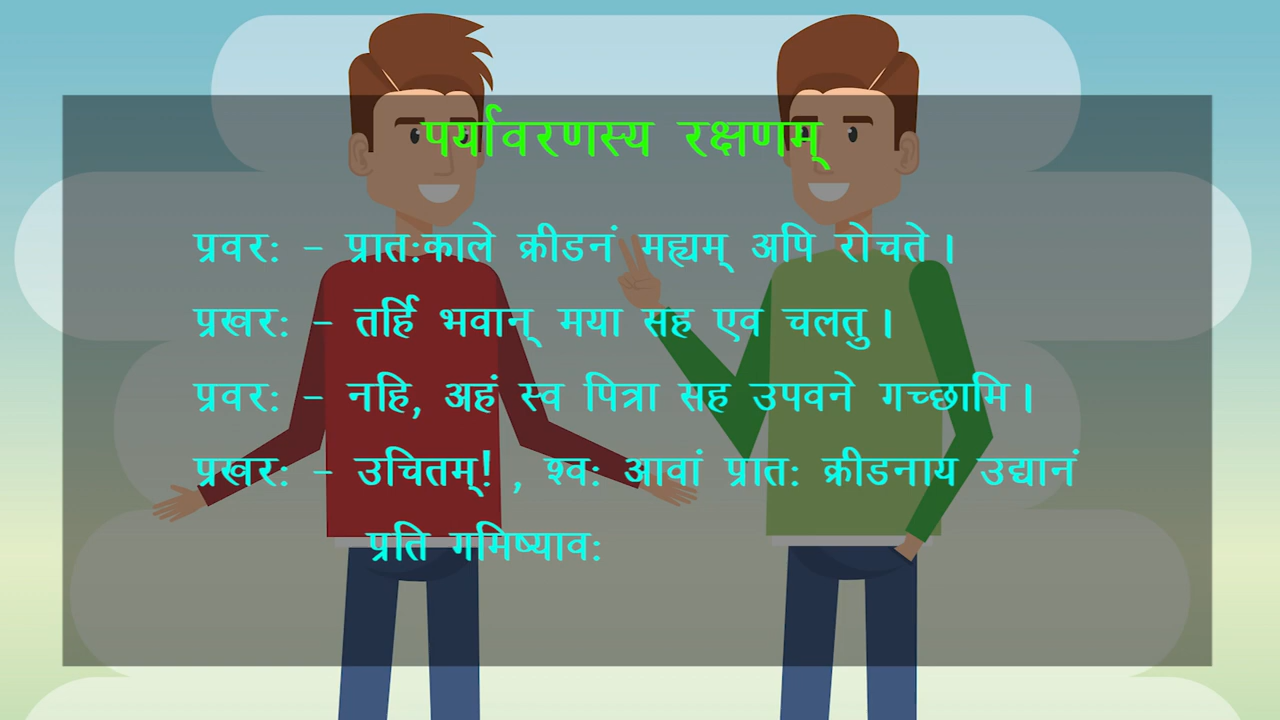 पर्यावरणस्य रक्षणम्
प्रवरः - प्रातःकाले क्रीडनं मह्यम् अपि रोचते ।
प्रखरः - तर्हि भवान् मया सह एव चलतु ।
प्रवरः - नहि, अहं स्व पित्रा सह उपवने गच्छामि ।
प्रखरः - उचितम्! , श्वः आवां प्रातः क्रीडनाय उद्यानं
प्रति गमिष्यावः